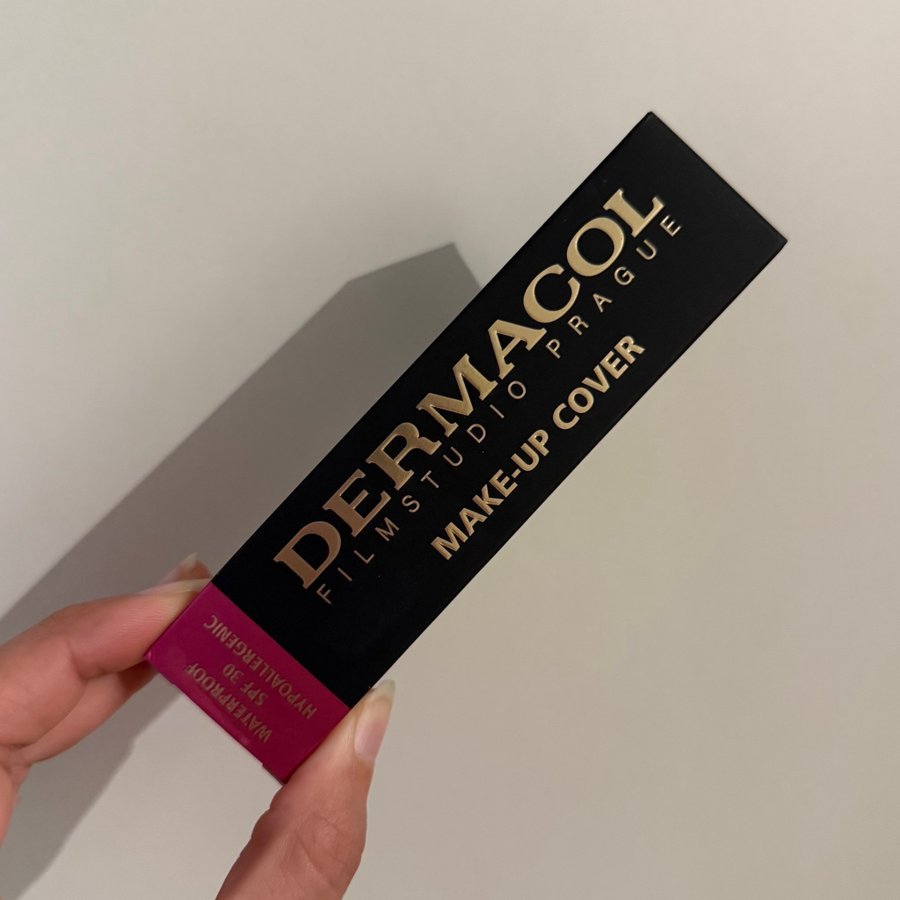 DERMACOL
FILMSTUDIO PRAGUE
MAKE-UP COVER
WATERPROOF
SPF 30
HYPOALLERGENIC